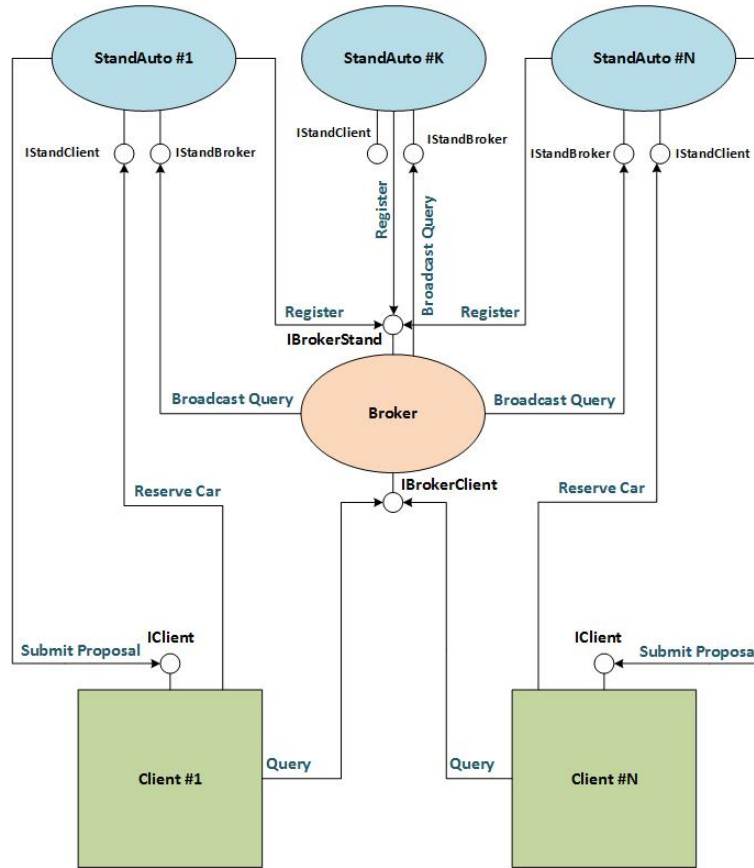 StandAuto #1
StandAuto #K
StandAuto #N
IStandClient
IStandBroker
IStandClient
IStandBroker
IStandBroker
IStandClient
Register
Broadcast Query
Register
Register
IBrokerStand
Broadcast Query
Broker
Broadcast Query
IBrokerClient
Reserve Car
Reserve Car
IClient
IClient
Submit Proposal
Submit Proposal
Client #1
Query
Query
Client #N